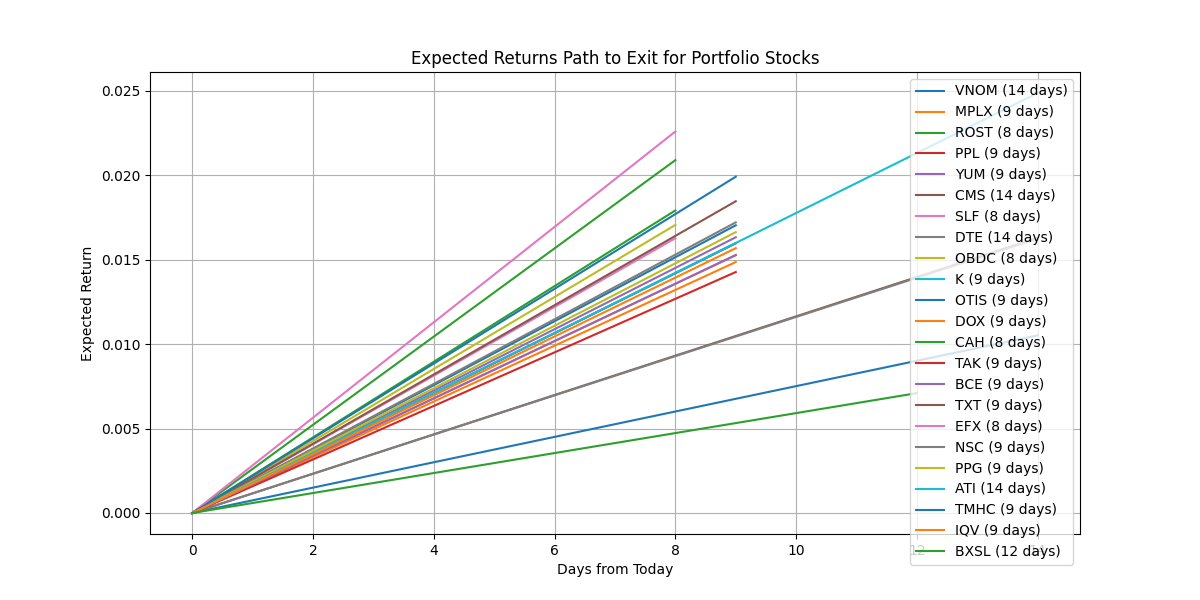 Expected Returns Path to Exit for Portfolio Stocks
Expected Return
0.025
0.020
0.015
0.010
0.005
0.000
0
2
4
6
8
10
12
14
Days from Today
VNOM (14 days)
MPLX (9 days)
ROST (8 days)
PPL (9 days)
YUM (9 days)
CMS (14 days)
SLF (8 days)
DTE (14 days)
OBDC (8 days)
K (9 days)
OTIS (9 days)
DOX (9 days)
CAH (8 days)
TAK (9 days)
BCE (9 days)
TXT (9 days)
EFX (8 days)
NSC (9 days)
PPG (9 days)
ATI (14 days)
TMHC (9 days)
IQV (9 days)
BXSL (12 days)